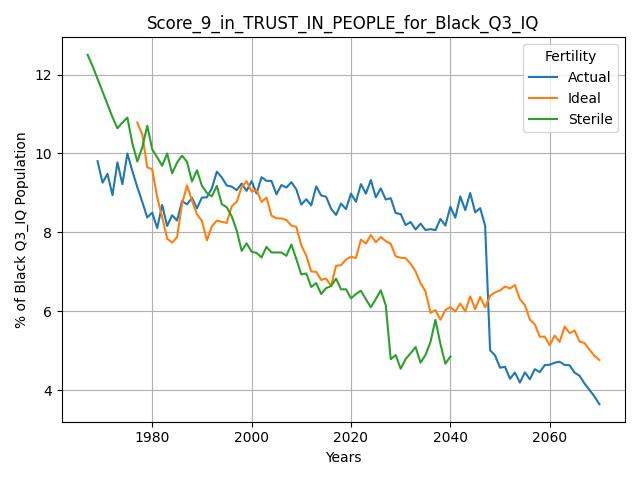 Score_9_in_TRUST_IN_PEOPLE_for_Black_Q3_IQ
Fertility
Actual
Ideal
Sterile
% of Black Q3_IQ Population
12
10
8
6
4
1980
2000
2020
2040
2060
Years